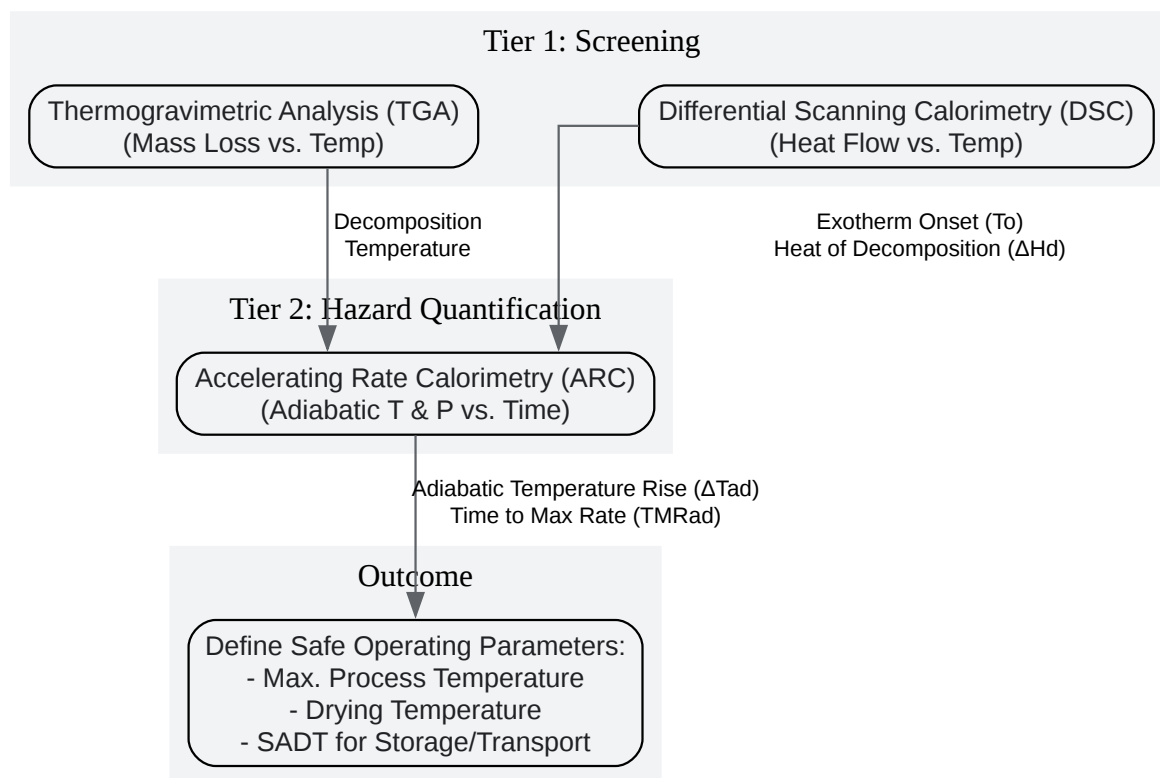 Tier 1: Screening
Thermogravimetric Analysis (TGA)
(Mass Loss vs. Temp)
Differential Scanning Calorimetry (DSC)
(Heat Flow vs. Temp)
Decomposition
Temperature
Exotherm Onset (To)
Heat of Decomposition (ΔHd)
Tier 2: Hazard Quantification
Accelerating Rate Calorimetry (ARC)
(Adiabatic T & P vs. Time)
Adiabatic Temperature Rise (ΔTad)
Time to Max Rate (TMRad)
Outcome
Define Safe Operating Parameters:
- Max. Process Temperature
- Drying Temperature
- SADT for Storage/Transport